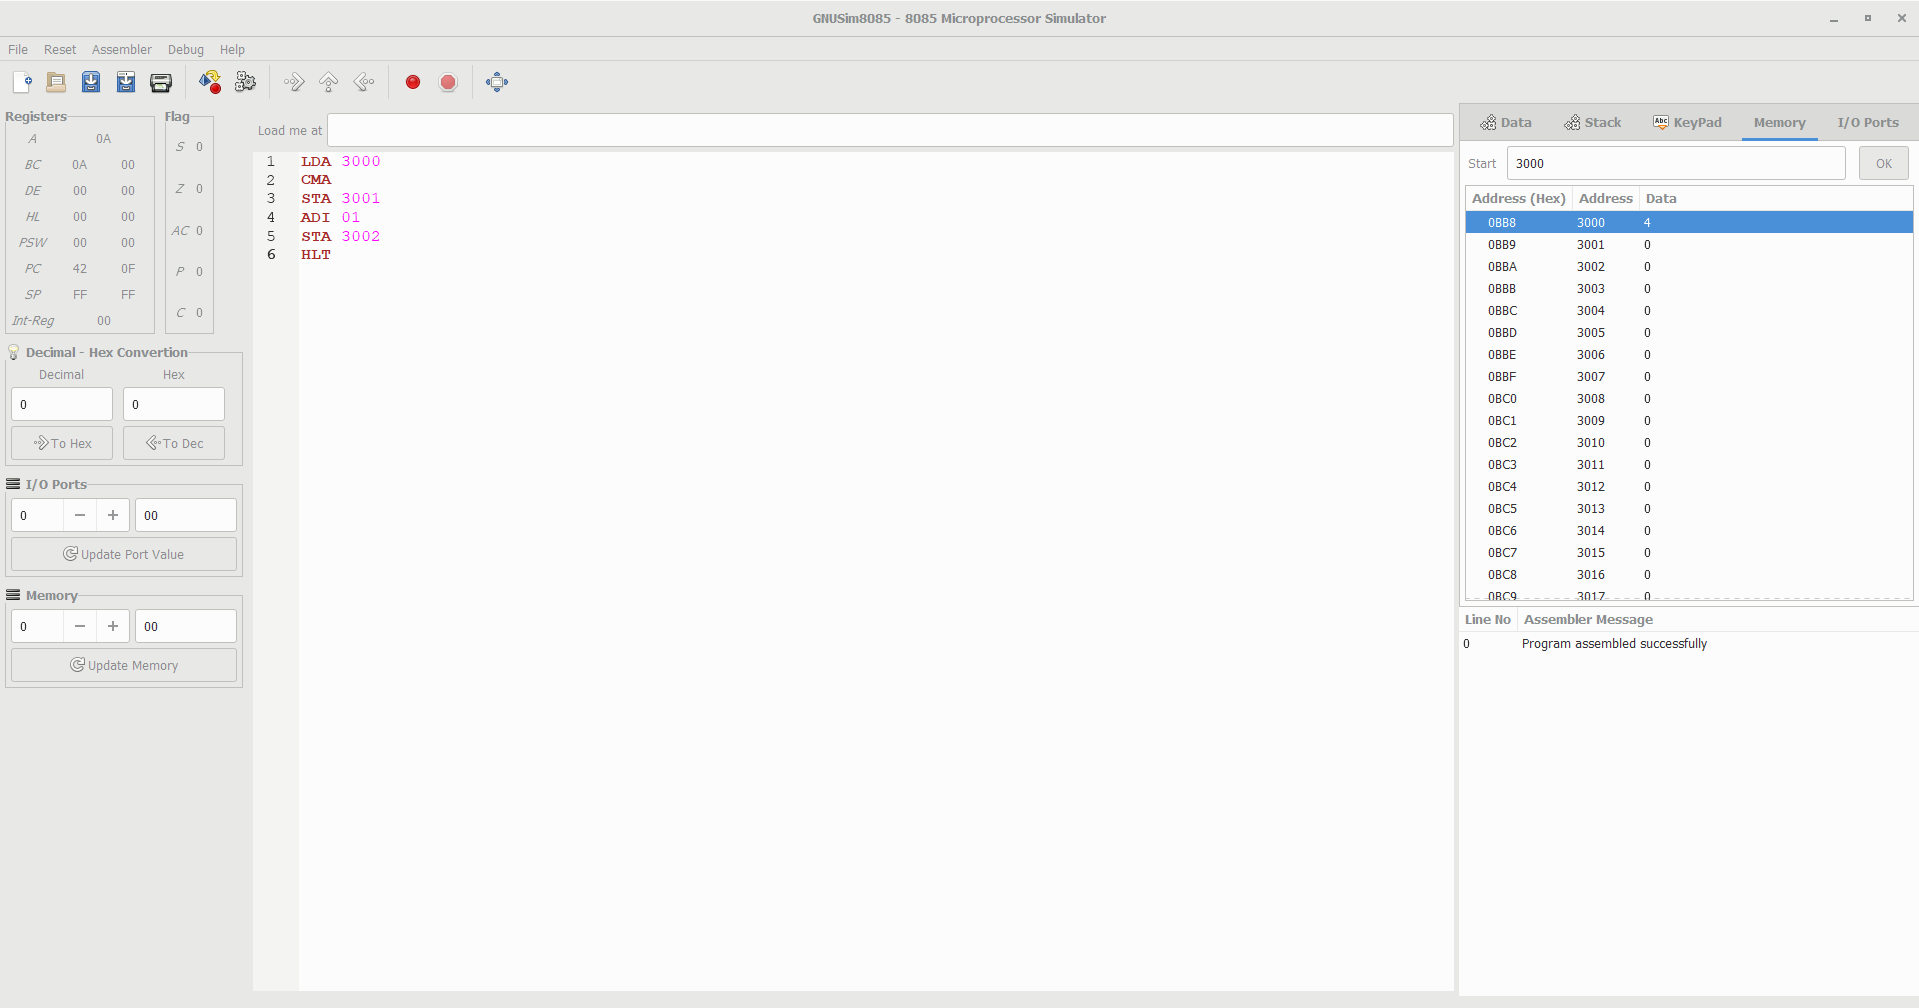 GNUSim8085 - 8085 Microprocessor Simulator
File Reset Assembler Debug Help
Registers
A 0A
BC 0A 00
DE 00 00
HL 00 00
PSW 00 00
PC 42 0F
SP FF FF
Int-Reg 00
Flag
S 0
Z 0
AC 0
P 0
C 0
Decimal - Hex Convertion
Decimal Hex
0 0
To Hex To Dec
I/O Ports
0 00
Update Port Value
Memory
0 00
Update Memory
Load me at
1 LDA 3000
2 CMA
3 STA 3001
4 ADI 01
5 STA 3002
6 HLT
Data Stack Abc KeyPad Memory I/O Ports
Start 3000 OK
Address (Hex) Address Data
0BB8 3000 4
0BB9 3001 0
0BBA 3002 0
0BBB 3003 0
0BBC 3004 0
0BBD 3005 0
0BBE 3006 0
0BBF 3007 0
0BC0 3008 0
0BC1 3009 0
0BC2 3010 0
0BC3 3011 0
0BC4 3012 0
0BC5 3013 0
0BC6 3014 0
0BC7 3015 0
0BC8 3016 0
0BC9 3017 0
Line No Assembler Message
0 Program assembled successfully